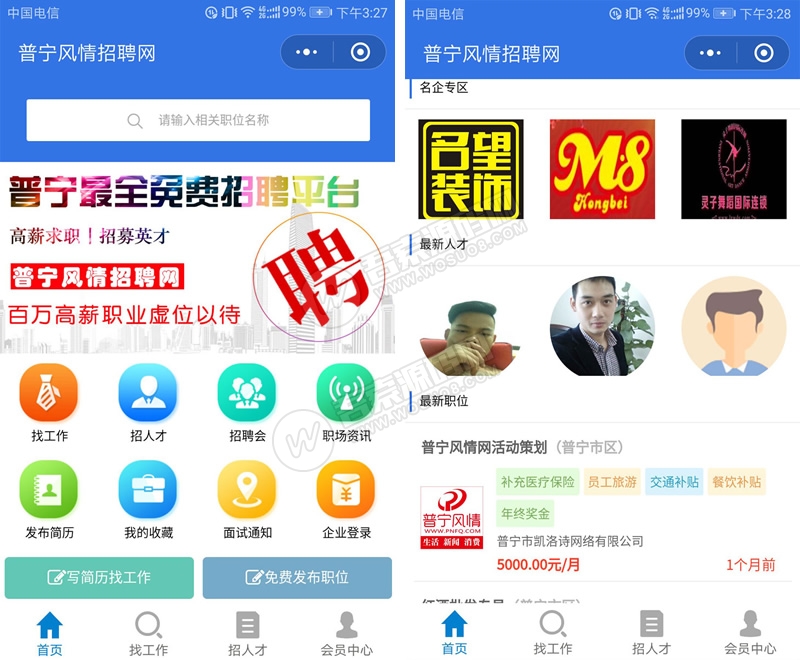 中国电信
99%
下午3:27
普宁风情招聘网
请输入相关职位名称
普宁最全免费招聘平台
高薪求职 | 招募英才
普宁风情招聘网
百万高薪职业虚位以待
聘
找工作
招人才
招聘会
职场资讯
发布简历
我的收藏
面试通知
企业登录
写简历找工作
免费发布职位
首页
找工作
招人才
会员中心
中国电信
99%
下午3:28
普宁风情招聘网
名企专区
名望
装饰
M·8
Hongbei
灵子舞蹈国际连锁
最新人才
最新职位
普宁风情网活动策划（普宁市区）
补充医疗保险
员工旅游
交通补贴
餐饮补贴
年终奖金
普宁风情
WWW.PNFQ.COM
生活 新闻 消费
普宁市凯洛诗网络有限公司
5000.00元/月
1个月前
首页
找工作
招人才
会员中心
WWW.WOSUO8.COM